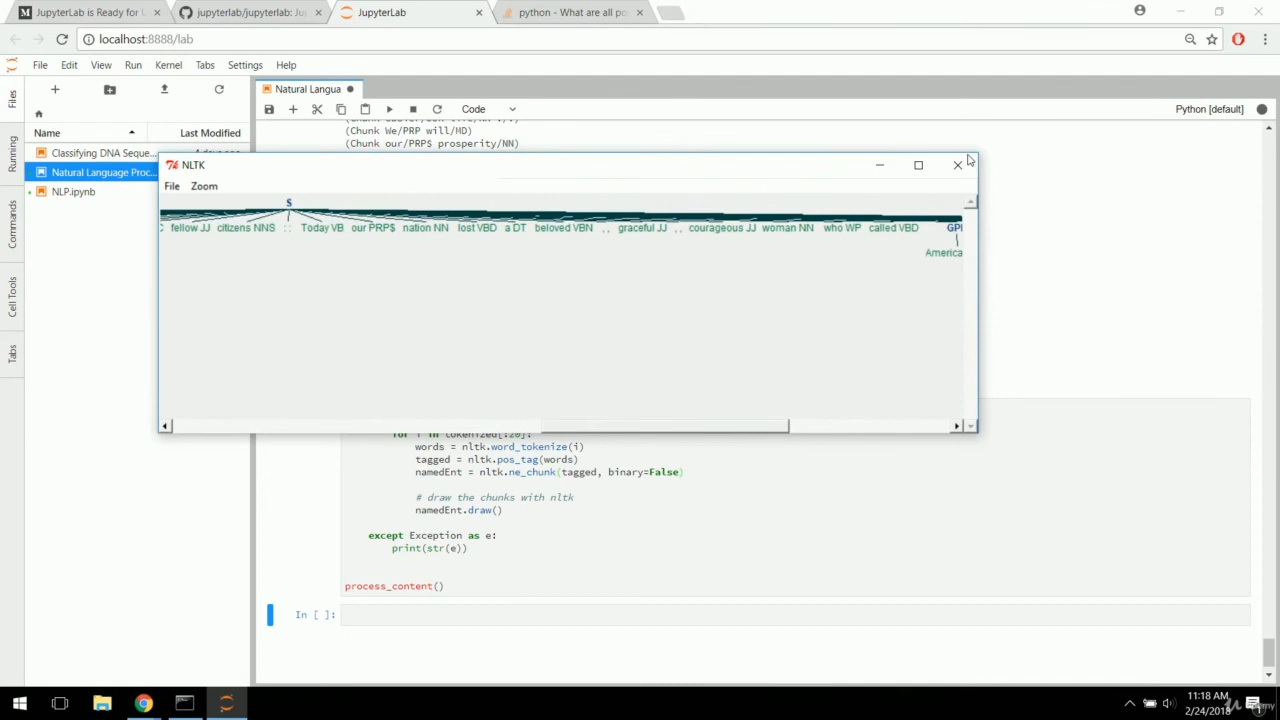 JupyterLab is Ready for U
jupyterlab/jupyterlab: Ju
JupyterLab
python - What are all po
localhost:8888/lab
File Edit View Run Kernel Tabs Settings Help
Natural Langua
Code
Python [default]
Files
Running
Commands
Cell Tools
Tabs
Name Last Modified
Classifying DNA Seque...
Natural Language Proc...
NLP.ipynb
(Chunk We/PRP will/MD)
(Chunk our/PRP$ prosperity/NN)
NLTK
File Zoom
S
fellow JJ citizens NNS : : Today VB our PRP$ nation NN lost VBD a DT beloved VBN , , graceful JJ , , courageous JJ woman NN who WP called VBD GPE
America
for i in tokenized[:20]:
words = nltk.word_tokenize(i)
tagged = nltk.pos_tag(words)
namedEnt = nltk.ne_chunk(tagged, binary=False)
# draw the chunks with nltk
namedEnt.draw()
except Exception as e:
print(str(e))
process_content()
In [ ]:
11:18 AM
2/24/2018